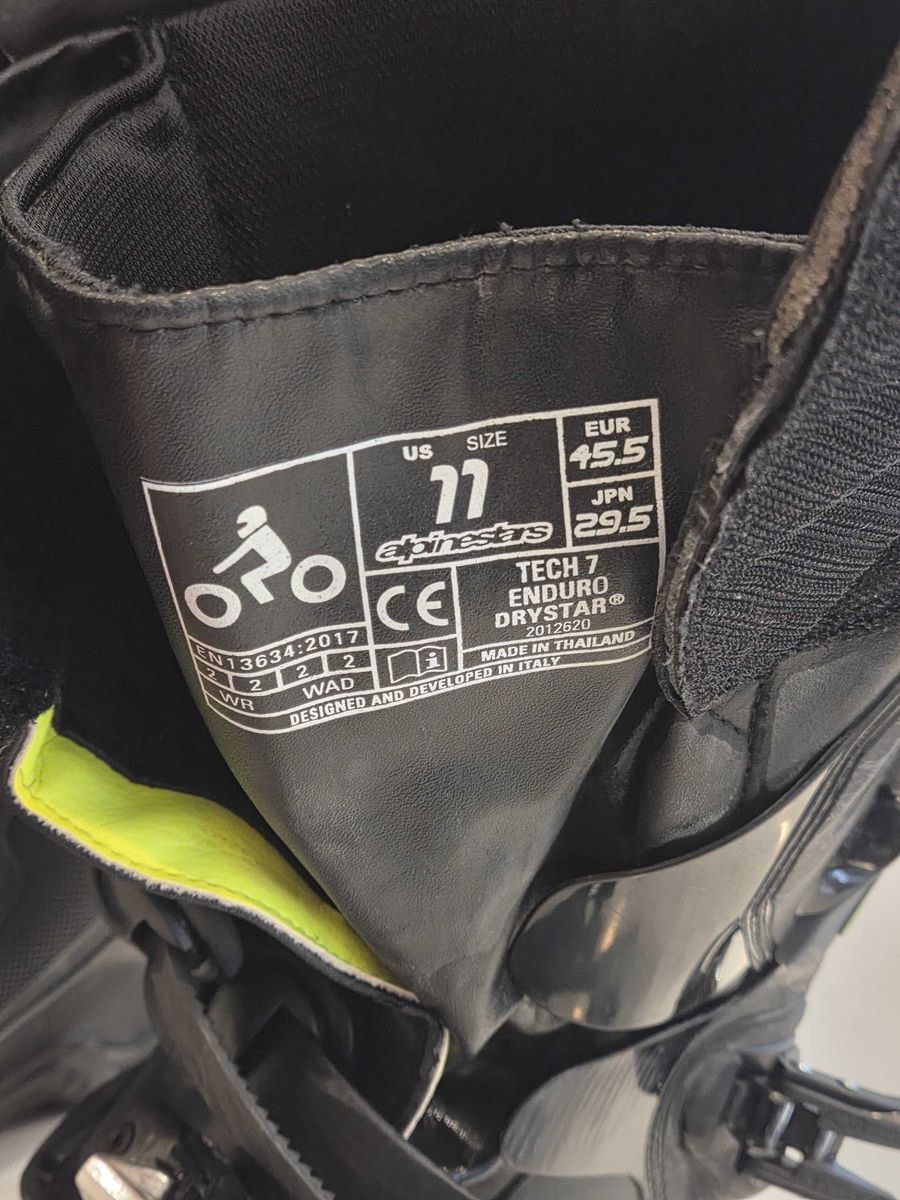 US SIZE
11
alpinestars
EUR
45.5
JPN
29.5
CE
TECH 7
ENDURO
DRYSTAR®
2012620
EN13634:2017
2 2 2 2
WR WAD
i
MADE IN THAILAND
DESIGNED AND DEVELOPED IN ITALY